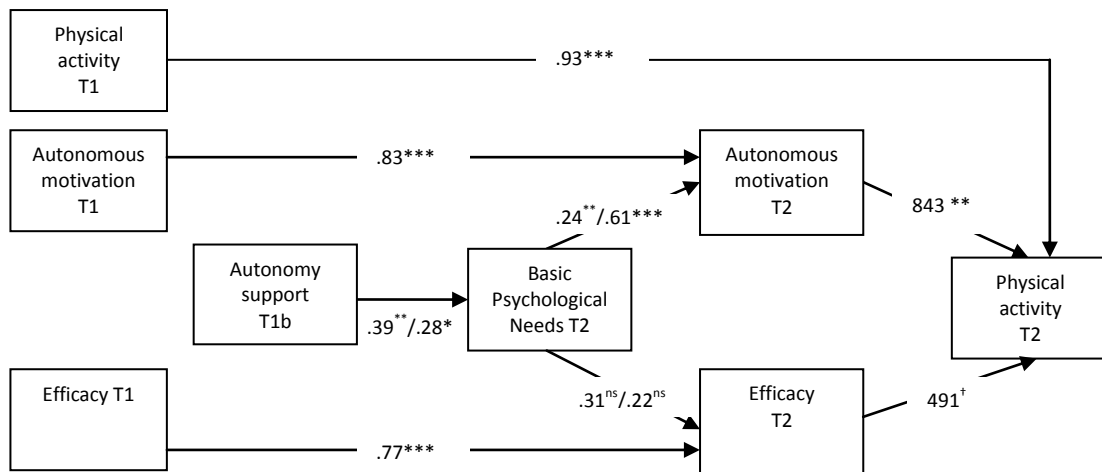 Physical
activity
T1
.93***
Autonomous
motivation
T1
.83***
Autonomous
motivation
T2
.24**/.61***
843 **
Autonomy
support
T1b
.39**/.28*
Basic
Psychological
Needs T2
Physical
activity
T2
Efficacy T1
.31ns/.22ns
Efficacy
T2
491†
.77***